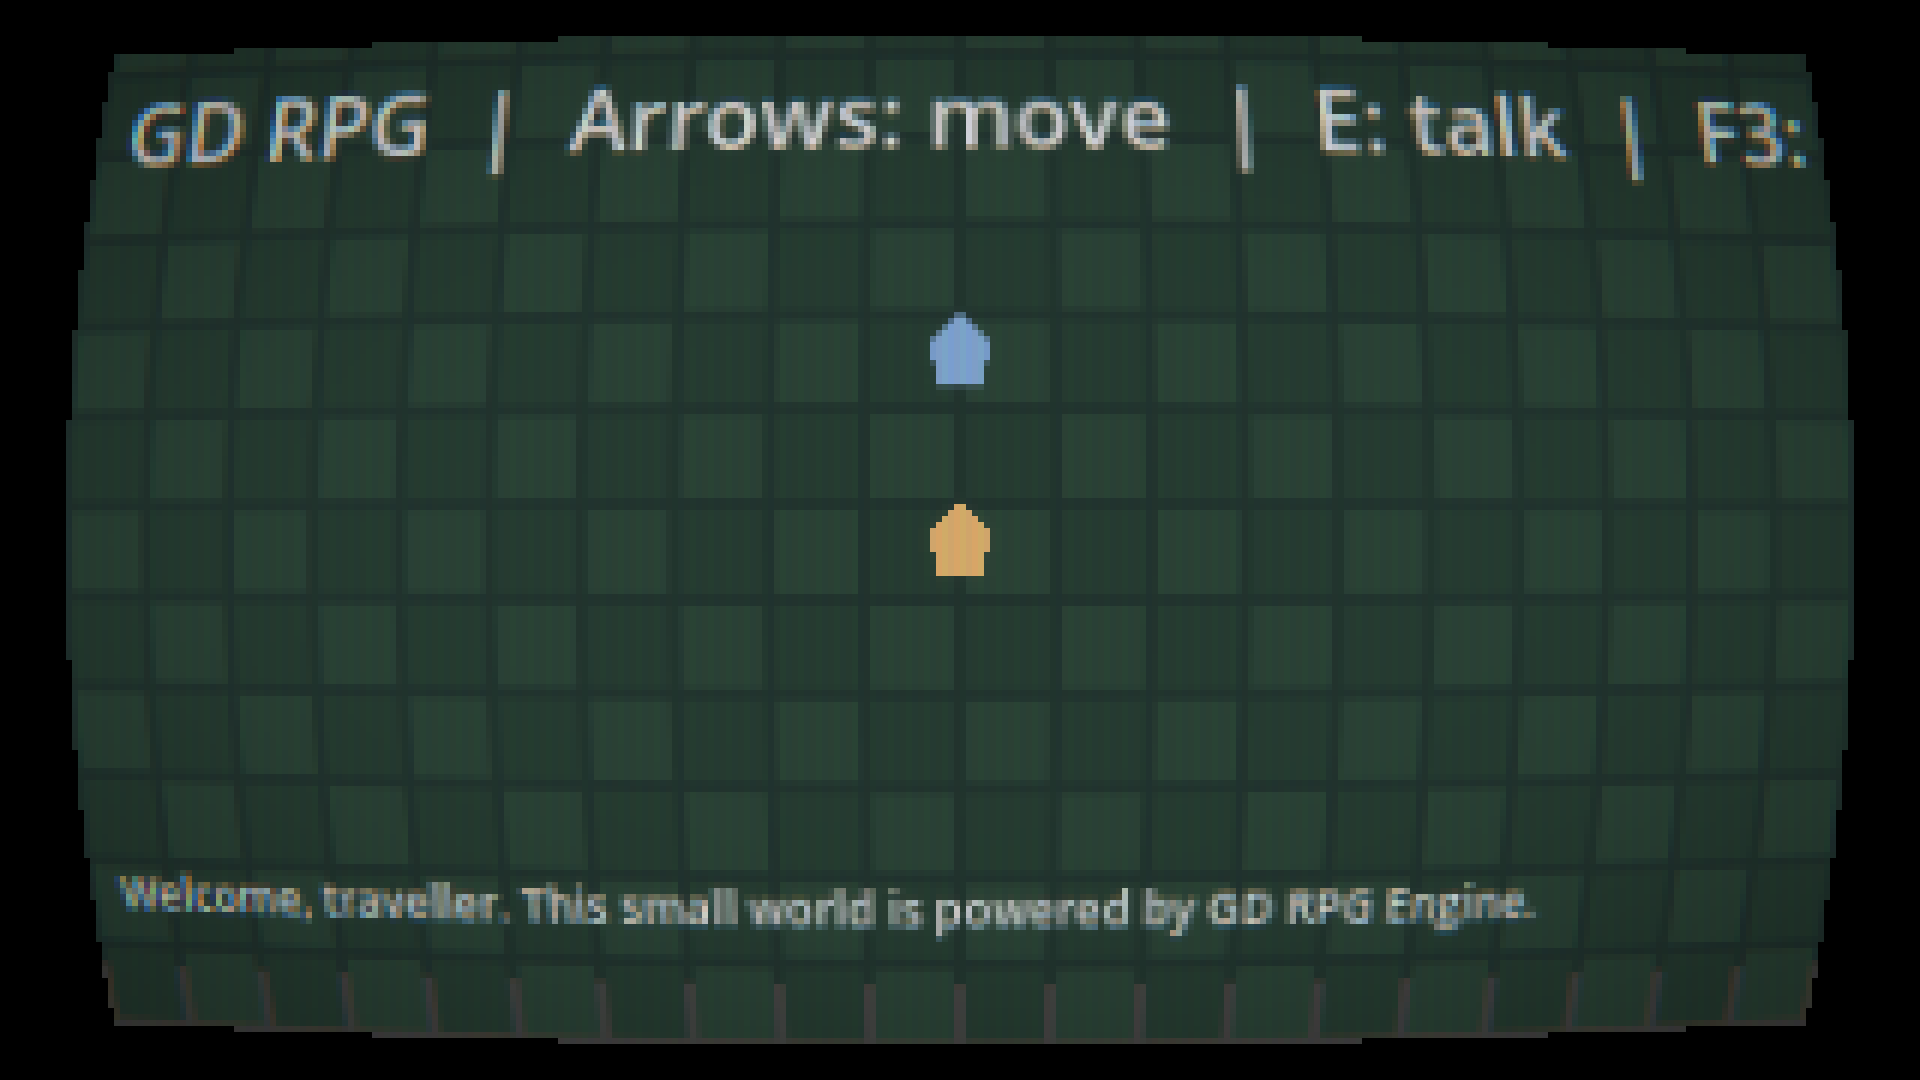 GD RPG | Arrows: move | E: talk | F3:
Welcome, traveller. This small world is powered by GD RPG Engine.